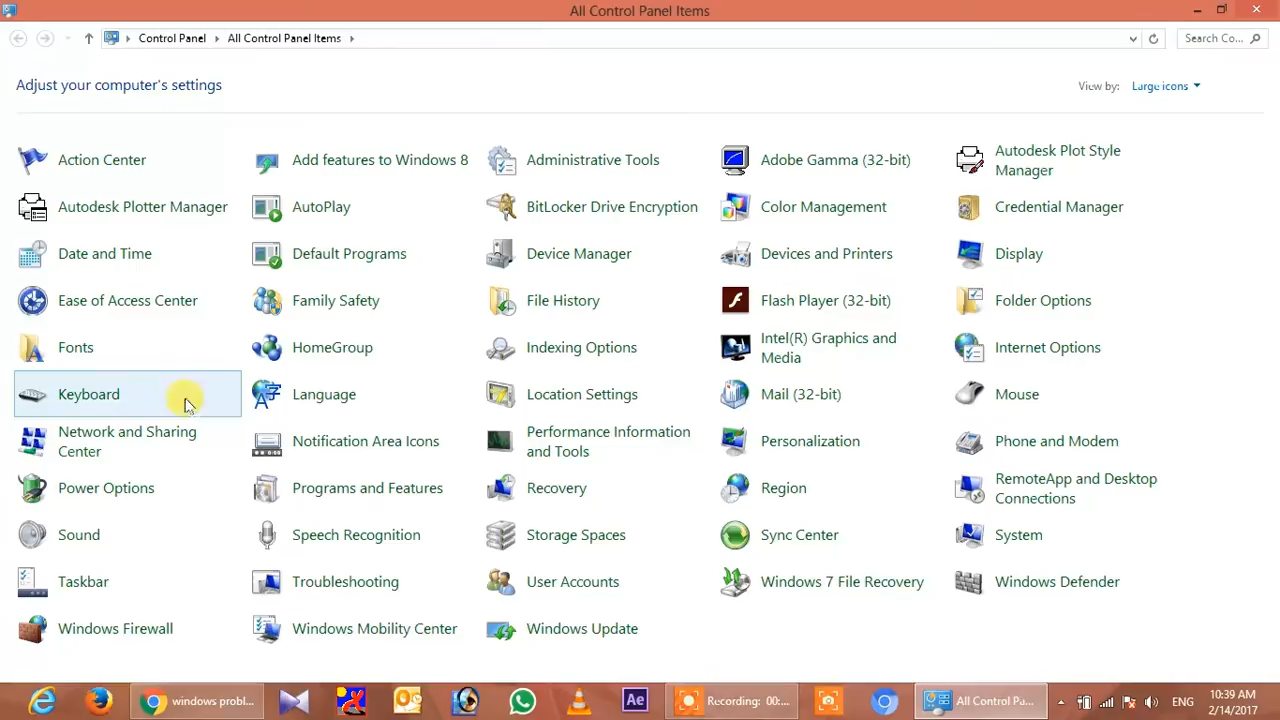 All Control Panel Items
Control Panel All Control Panel Items
Search Co...
Adjust your computer's settings
View by: Large icons
Action Center
Add features to Windows 8
Administrative Tools
Adobe Gamma (32-bit)
Autodesk Plot Style
Manager
Autodesk Plotter Manager
AutoPlay
BitLocker Drive Encryption
Color Management
Credential Manager
Date and Time
Default Programs
Device Manager
Devices and Printers
Display
Ease of Access Center
Family Safety
File History
Flash Player (32-bit)
Folder Options
Fonts
HomeGroup
Indexing Options
Intel(R) Graphics and
Media
Internet Options
Keyboard
Language
Location Settings
Mail (32-bit)
Mouse
Network and Sharing
Center
Notification Area Icons
Performance Information
and Tools
Personalization
Phone and Modem
Power Options
Programs and Features
Recovery
Region
RemoteApp and Desktop
Connections
Sound
Speech Recognition
Storage Spaces
Sync Center
System
Taskbar
Troubleshooting
User Accounts
Windows 7 File Recovery
Windows Defender
Windows Firewall
Windows Mobility Center
Windows Update
windows probl...
Ae
Recording: 00:...
All Control Pa...
ENG
10:39 AM
2/14/2017